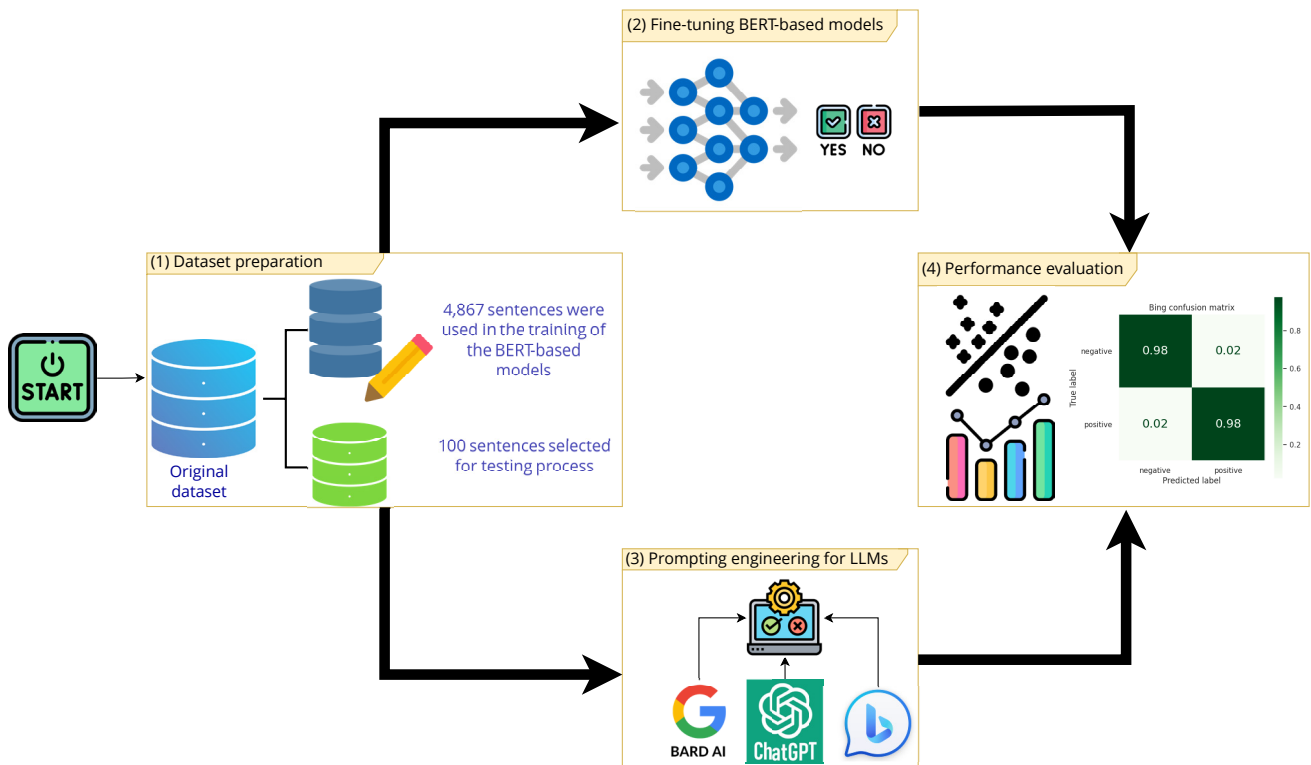 (2) Fine-tuning BERT-based models
YES NO
(1) Dataset preparation
4,867 sentences were
used in the training of
the BERT-based
models
START
100 sentences selected
for testing process
Original
dataset
(4) Performance evaluation
Bing confusion matrix
True label
negative
positive
0.98
0.02
0.02
0.98
negative
positive
Predicted label
0.8
0.6
0.4
0.2
(3) Prompting engineering for LLMs
BARD AI
ChatGPT